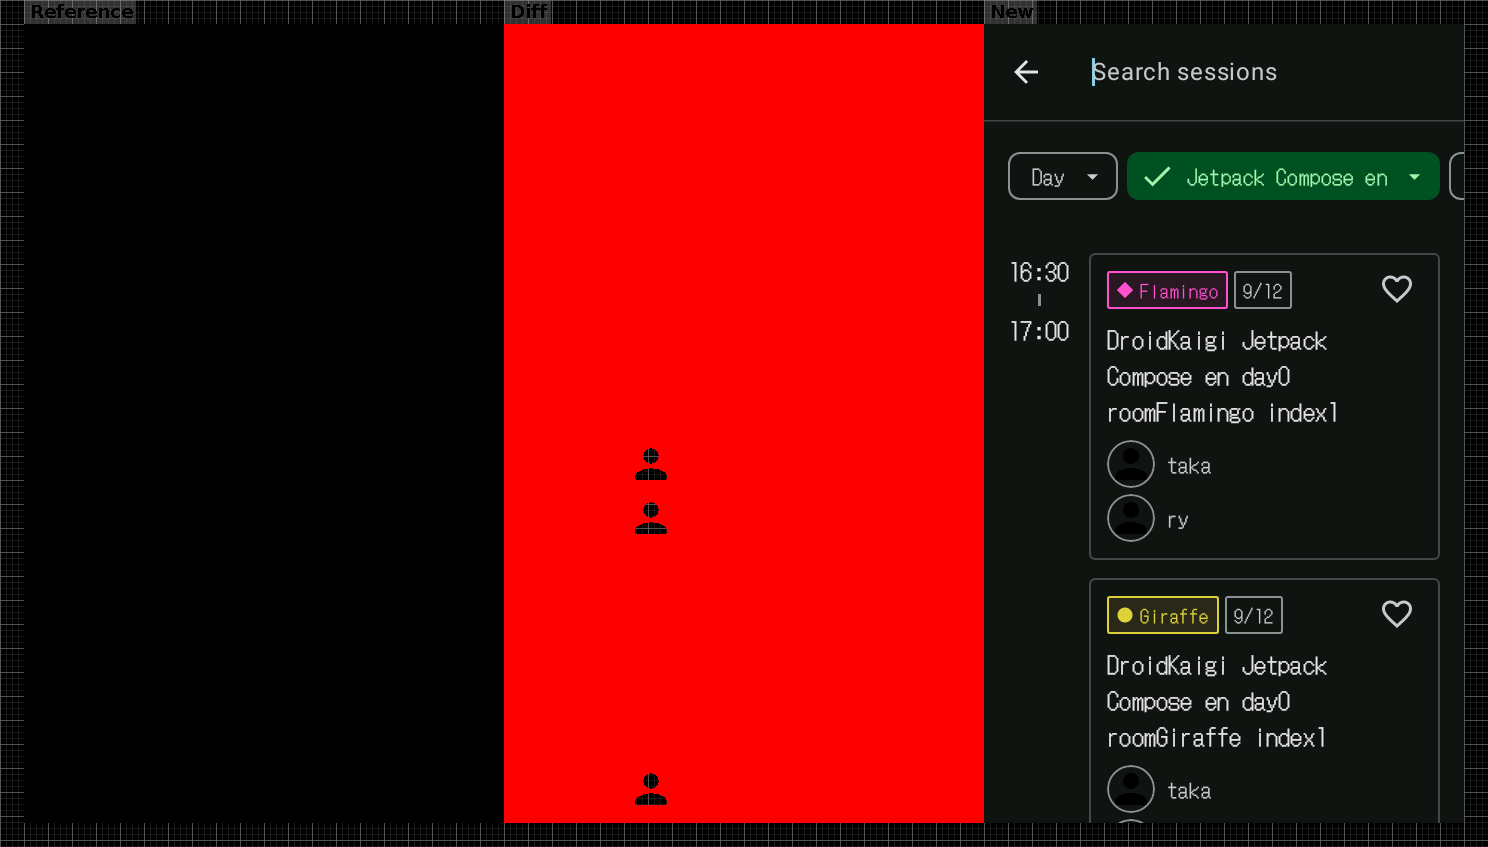 Reference
Diff
New
Search sessions
Day
Jetpack Compose en
16:30
17:00
Flamingo
9/12
DroidKaigi Jetpack
Compose en day0
roomFlamingo index1
taka
ry
Giraffe
9/12
DroidKaigi Jetpack
Compose en day0
roomGiraffe index1
taka